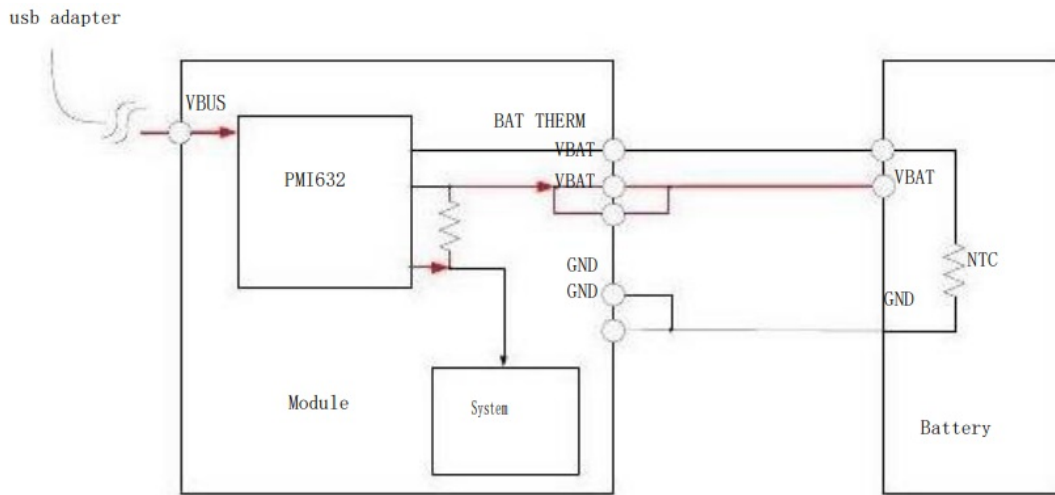 usb adapter
VBUS
BAT THERM
VBAT
PMI632
VBAT
VBAT
NTC
GND
GND
GND
Module
System
Battery